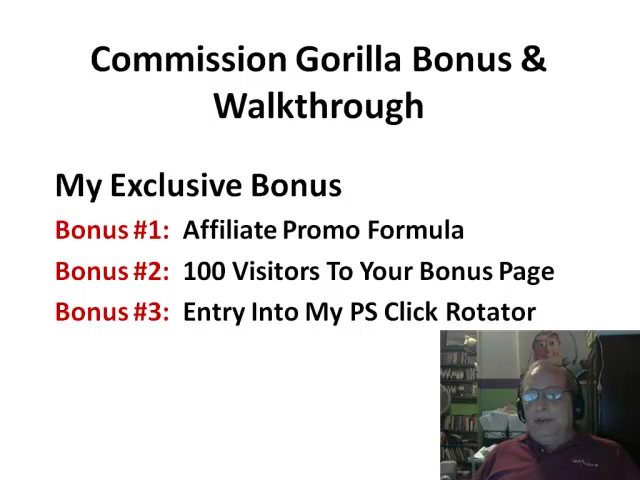 Commission Gorilla Bonus &
Walkthrough
My Exclusive Bonus
Bonus #1: Affiliate Promo Formula
Bonus #2: 100 Visitors To Your Bonus Page
Bonus #3: Entry Into My PS Click Rotator